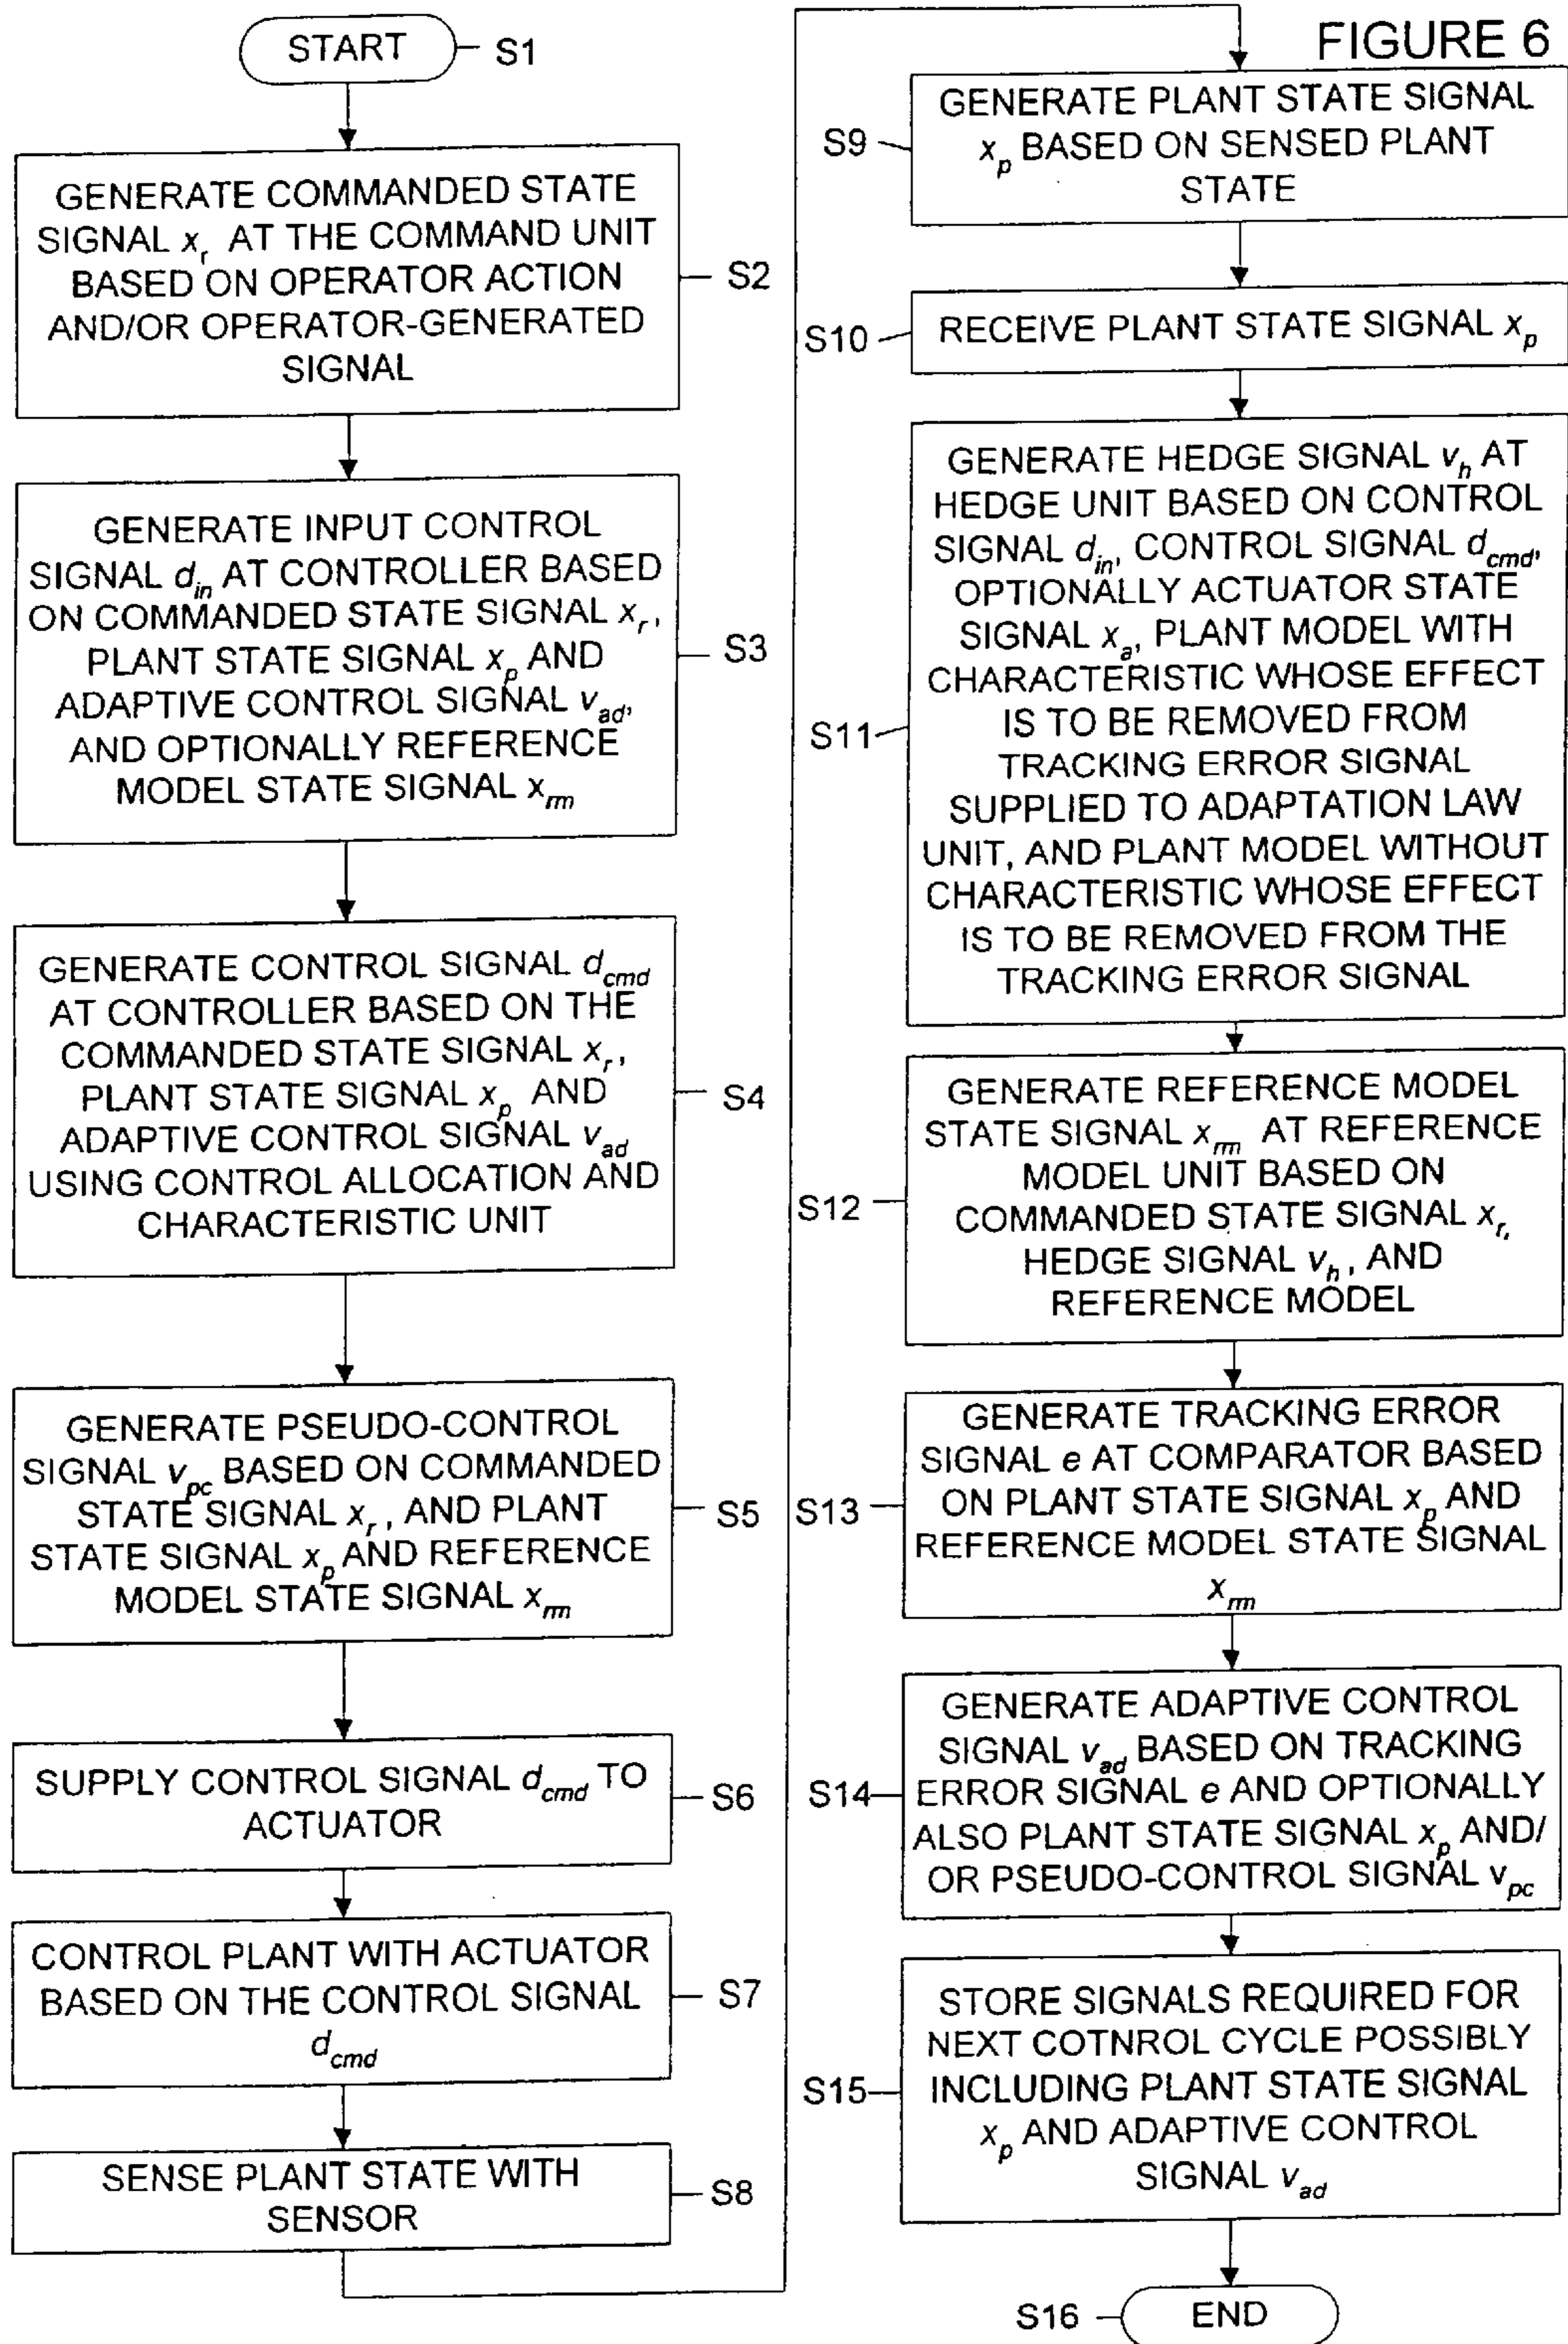 FIGURE 6
START
S1
GENERATE COMMANDED STATE
SIGNAL x_r AT THE COMMAND UNIT
BASED ON OPERATOR ACTION
AND/OR OPERATOR-GENERATED
SIGNAL
S2
GENERATE INPUT CONTROL
SIGNAL d_in AT CONTROLLER BASED
ON COMMANDED STATE SIGNAL x_r,
PLANT STATE SIGNAL x_p AND
ADAPTIVE CONTROL SIGNAL v_ad,
AND OPTIONALLY REFERENCE
MODEL STATE SIGNAL x_rm
S3
GENERATE CONTROL SIGNAL d_cmd
AT CONTROLLER BASED ON THE
COMMANDED STATE SIGNAL x_r,
PLANT STATE SIGNAL x_p AND
ADAPTIVE CONTROL SIGNAL v_ad
USING CONTROL ALLOCATION AND
CHARACTERISTIC UNIT
S4
GENERATE PSEUDO-CONTROL
SIGNAL v_pc BASED ON COMMANDED
STATE SIGNAL x_r, AND PLANT
STATE SIGNAL x_p AND REFERENCE
MODEL STATE SIGNAL x_rm
S5
SUPPLY CONTROL SIGNAL d_cmd TO
ACTUATOR
S6
CONTROL PLANT WITH ACTUATOR
BASED ON THE CONTROL SIGNAL
d_cmd
S7
SENSE PLANT STATE WITH
SENSOR
S8
GENERATE PLANT STATE SIGNAL
x_p BASED ON SENSED PLANT
STATE
S9
RECEIVE PLANT STATE SIGNAL x_p
S10
GENERATE HEDGE SIGNAL v_h AT
HEDGE UNIT BASED ON CONTROL
SIGNAL d_in, CONTROL SIGNAL d_cmd,
OPTIONALLY ACTUATOR STATE
SIGNAL x_a, PLANT MODEL WITH
CHARACTERISTIC WHOSE EFFECT
IS TO BE REMOVED FROM
TRACKING ERROR SIGNAL
SUPPLIED TO ADAPTATION LAW
UNIT, AND PLANT MODEL WITHOUT
CHARACTERISTIC WHOSE EFFECT
IS TO BE REMOVED FROM THE
TRACKING ERROR SIGNAL
S11
GENERATE REFERENCE MODEL
STATE SIGNAL x_rm AT REFERENCE
MODEL UNIT BASED ON
COMMANDED STATE SIGNAL x_r,
HEDGE SIGNAL v_h, AND
REFERENCE MODEL
S12
GENERATE TRACKING ERROR
SIGNAL e AT COMPARATOR BASED
ON PLANT STATE SIGNAL x_p AND
REFERENCE MODEL STATE SIGNAL
x_rm
S13
GENERATE ADAPTIVE CONTROL
SIGNAL v_ad BASED ON TRACKING
ERROR SIGNAL e AND OPTIONALLY
ALSO PLANT STATE SIGNAL x_p AND/
OR PSEUDO-CONTROL SIGNAL v_pc
S14
STORE SIGNALS REQUIRED FOR
NEXT COTNROL CYCLE POSSIBLY
INCLUDING PLANT STATE SIGNAL
x_p AND ADAPTIVE CONTROL
SIGNAL v_ad
S15
END
S16